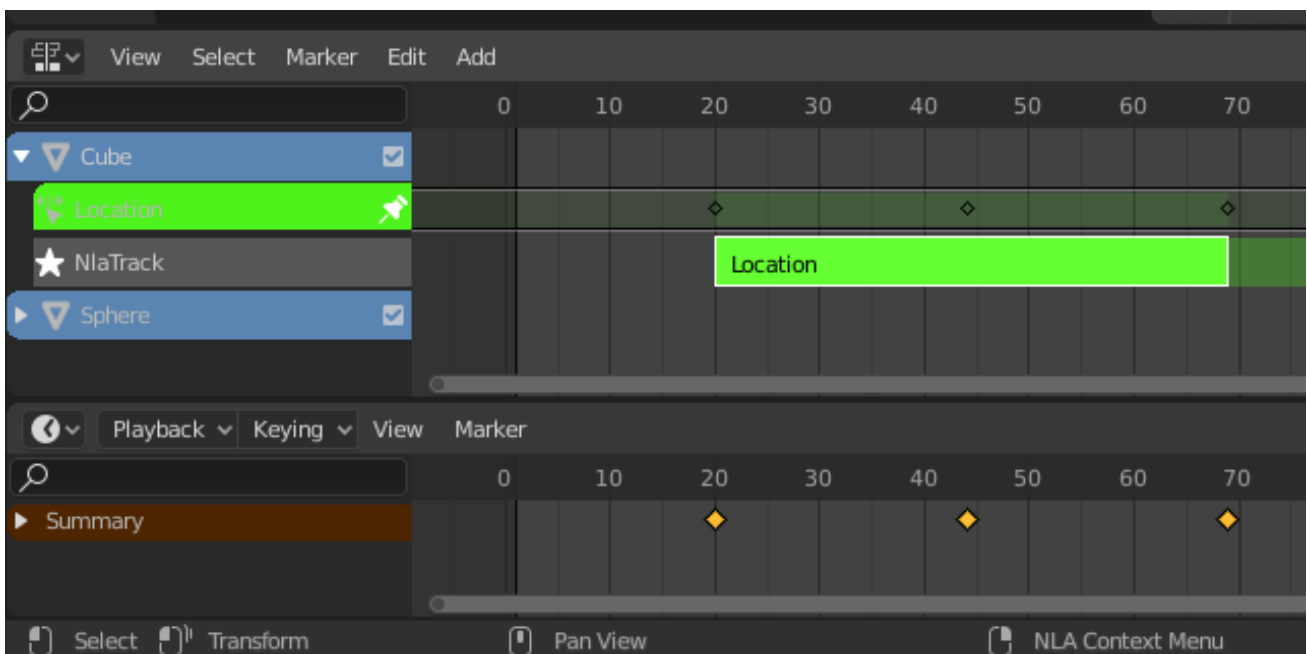 View Select Marker Edit Add
0 10 20 30 40 50 60 70
Cube
Location
NlaTrack
Location
Sphere
Playback Keying View Marker
0 10 20 30 40 50 60 70
Summary
Select Transform Pan View NLA Context Menu